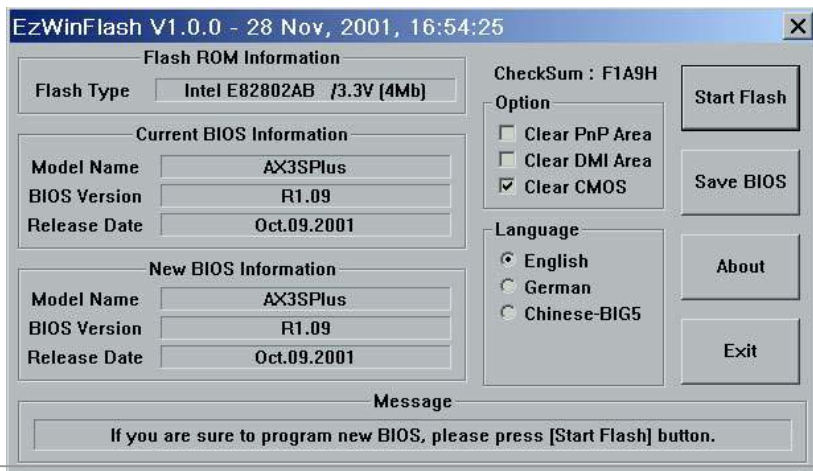 EzWinFlash V1.0.0 - 28 Nov, 2001, 16:54:25
Flash ROM Information
Flash Type Intel E82802AB /3.3V (4Mb)
Current BIOS Information
Model Name AX3SPlus
BIOS Version R1.09
Release Date Oct.09.2001
New BIOS Information
Model Name AX3SPlus
BIOS Version R1.09
Release Date Oct.09.2001
CheckSum : F1A9H
Option
Clear PnP Area
Clear DMI Area
Clear CMOS
Language
English
German
Chinese-BIG5
Start Flash
Save BIOS
About
Exit
Message
If you are sure to program new BIOS, please press [Start Flash] button.